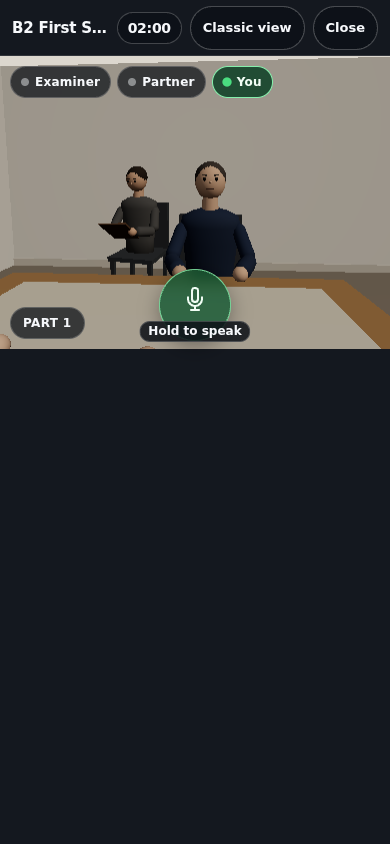 B2 First S...
02:00
Classic view
Close
Examiner
Partner
You
PART 1
Hold to speak